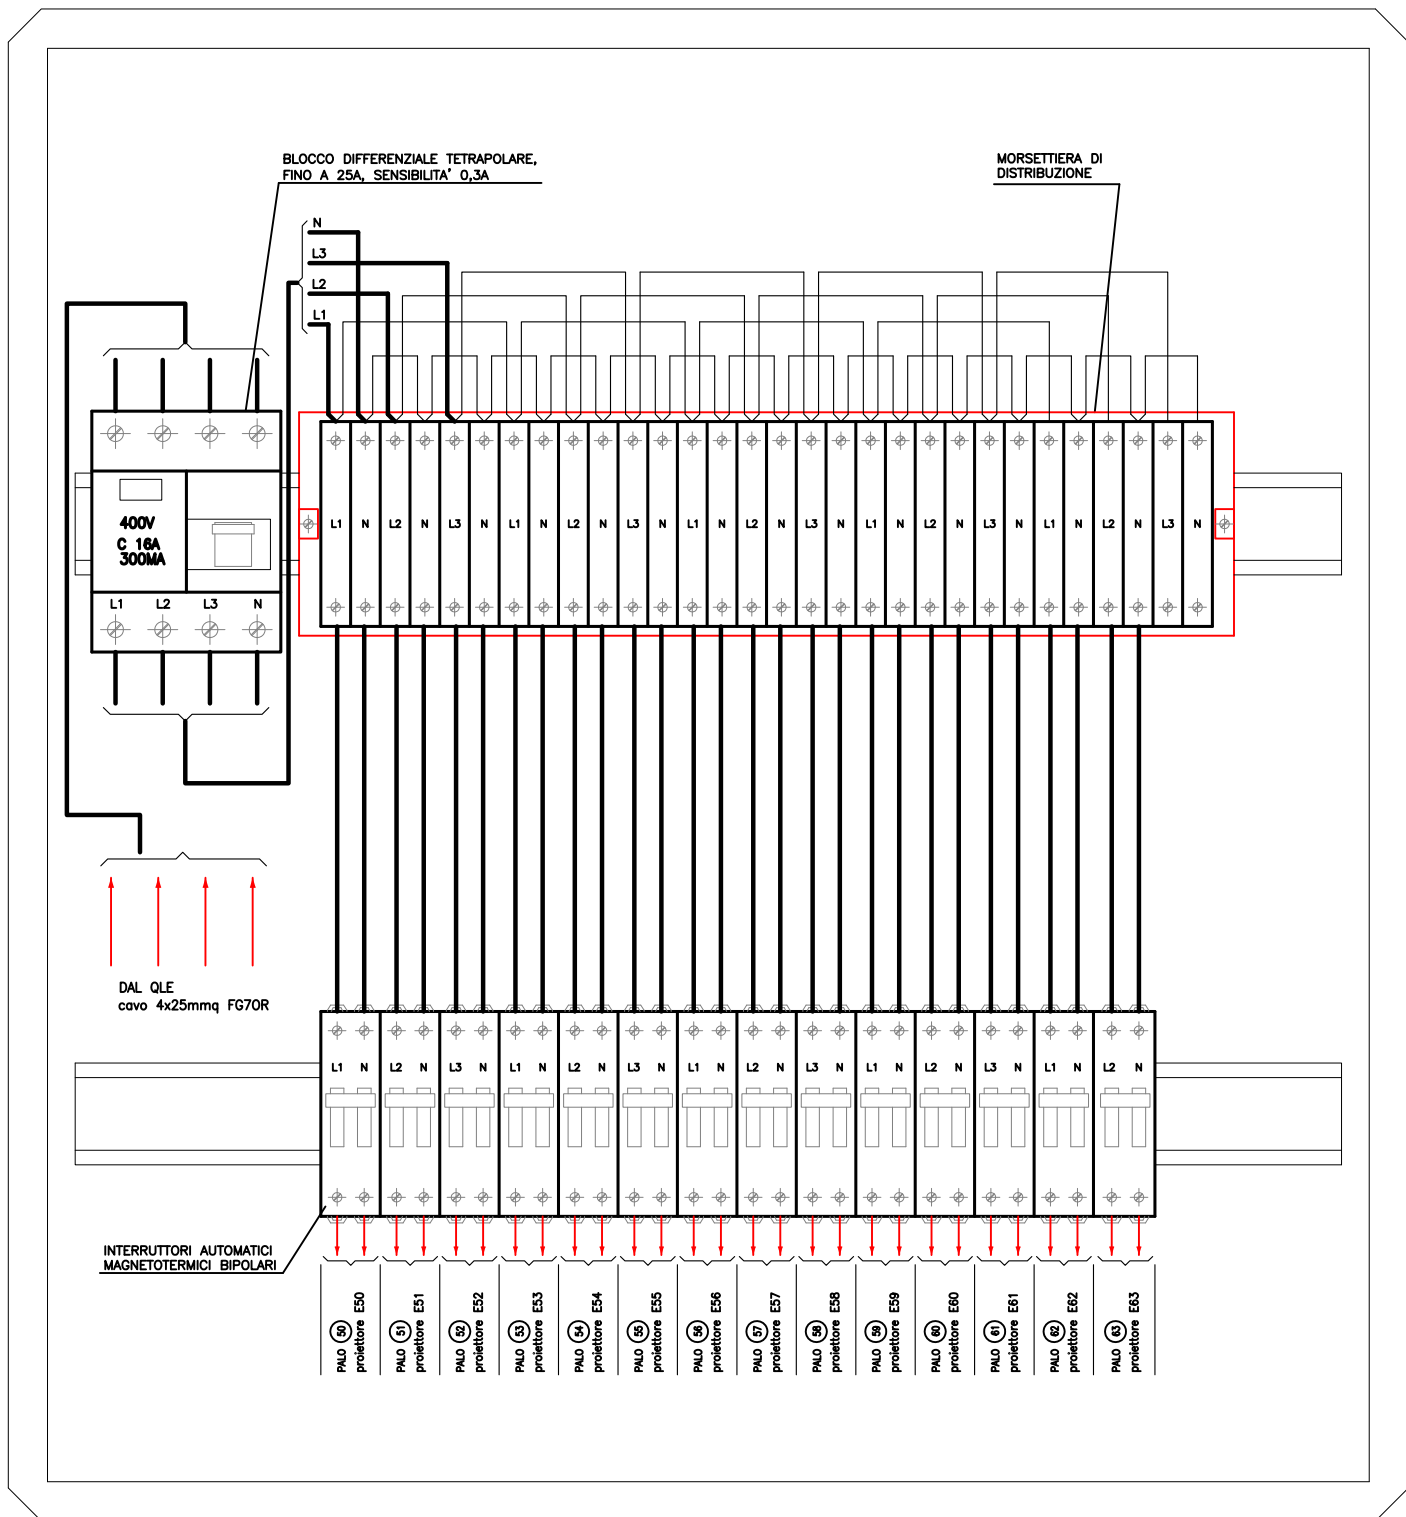 BLOCCO DIFFERENZIALE TETRAPOLARE,
FINO A 25A, SENSIBILITA' 0,3A
MORSETTIERA DI
DISTRIBUZIONE
N
L3
L2
L1
400V
C 16A
300MA
L1 L2 L3 N
L1 N L2 N L3 N L1 N L2 N L3 N L1 N L2 N L3 N L1 N L2 N L3 N L1 N L2 N L3 N
DAL QLE
cavo 4x25mmq FG7OR
L1 N L2 N L3 N L1 N L2 N L3 N L1 N L2 N L3 N L1 N L2 N L3 N L1 N L2 N
INTERRUTTORI AUTOMATICI
MAGNETOTERMICI BIPOLARI
PALO 50
proiettore E50
PALO 51
proiettore E51
PALO 52
proiettore E52
PALO 53
proiettore E53
PALO 54
proiettore E54
PALO 55
proiettore E55
PALO 56
proiettore E56
PALO 57
proiettore E57
PALO 58
proiettore E58
PALO 59
proiettore E59
PALO 60
proiettore E60
PALO 61
proiettore E61
PALO 62
proiettore E62
PALO 63
proiettore E63